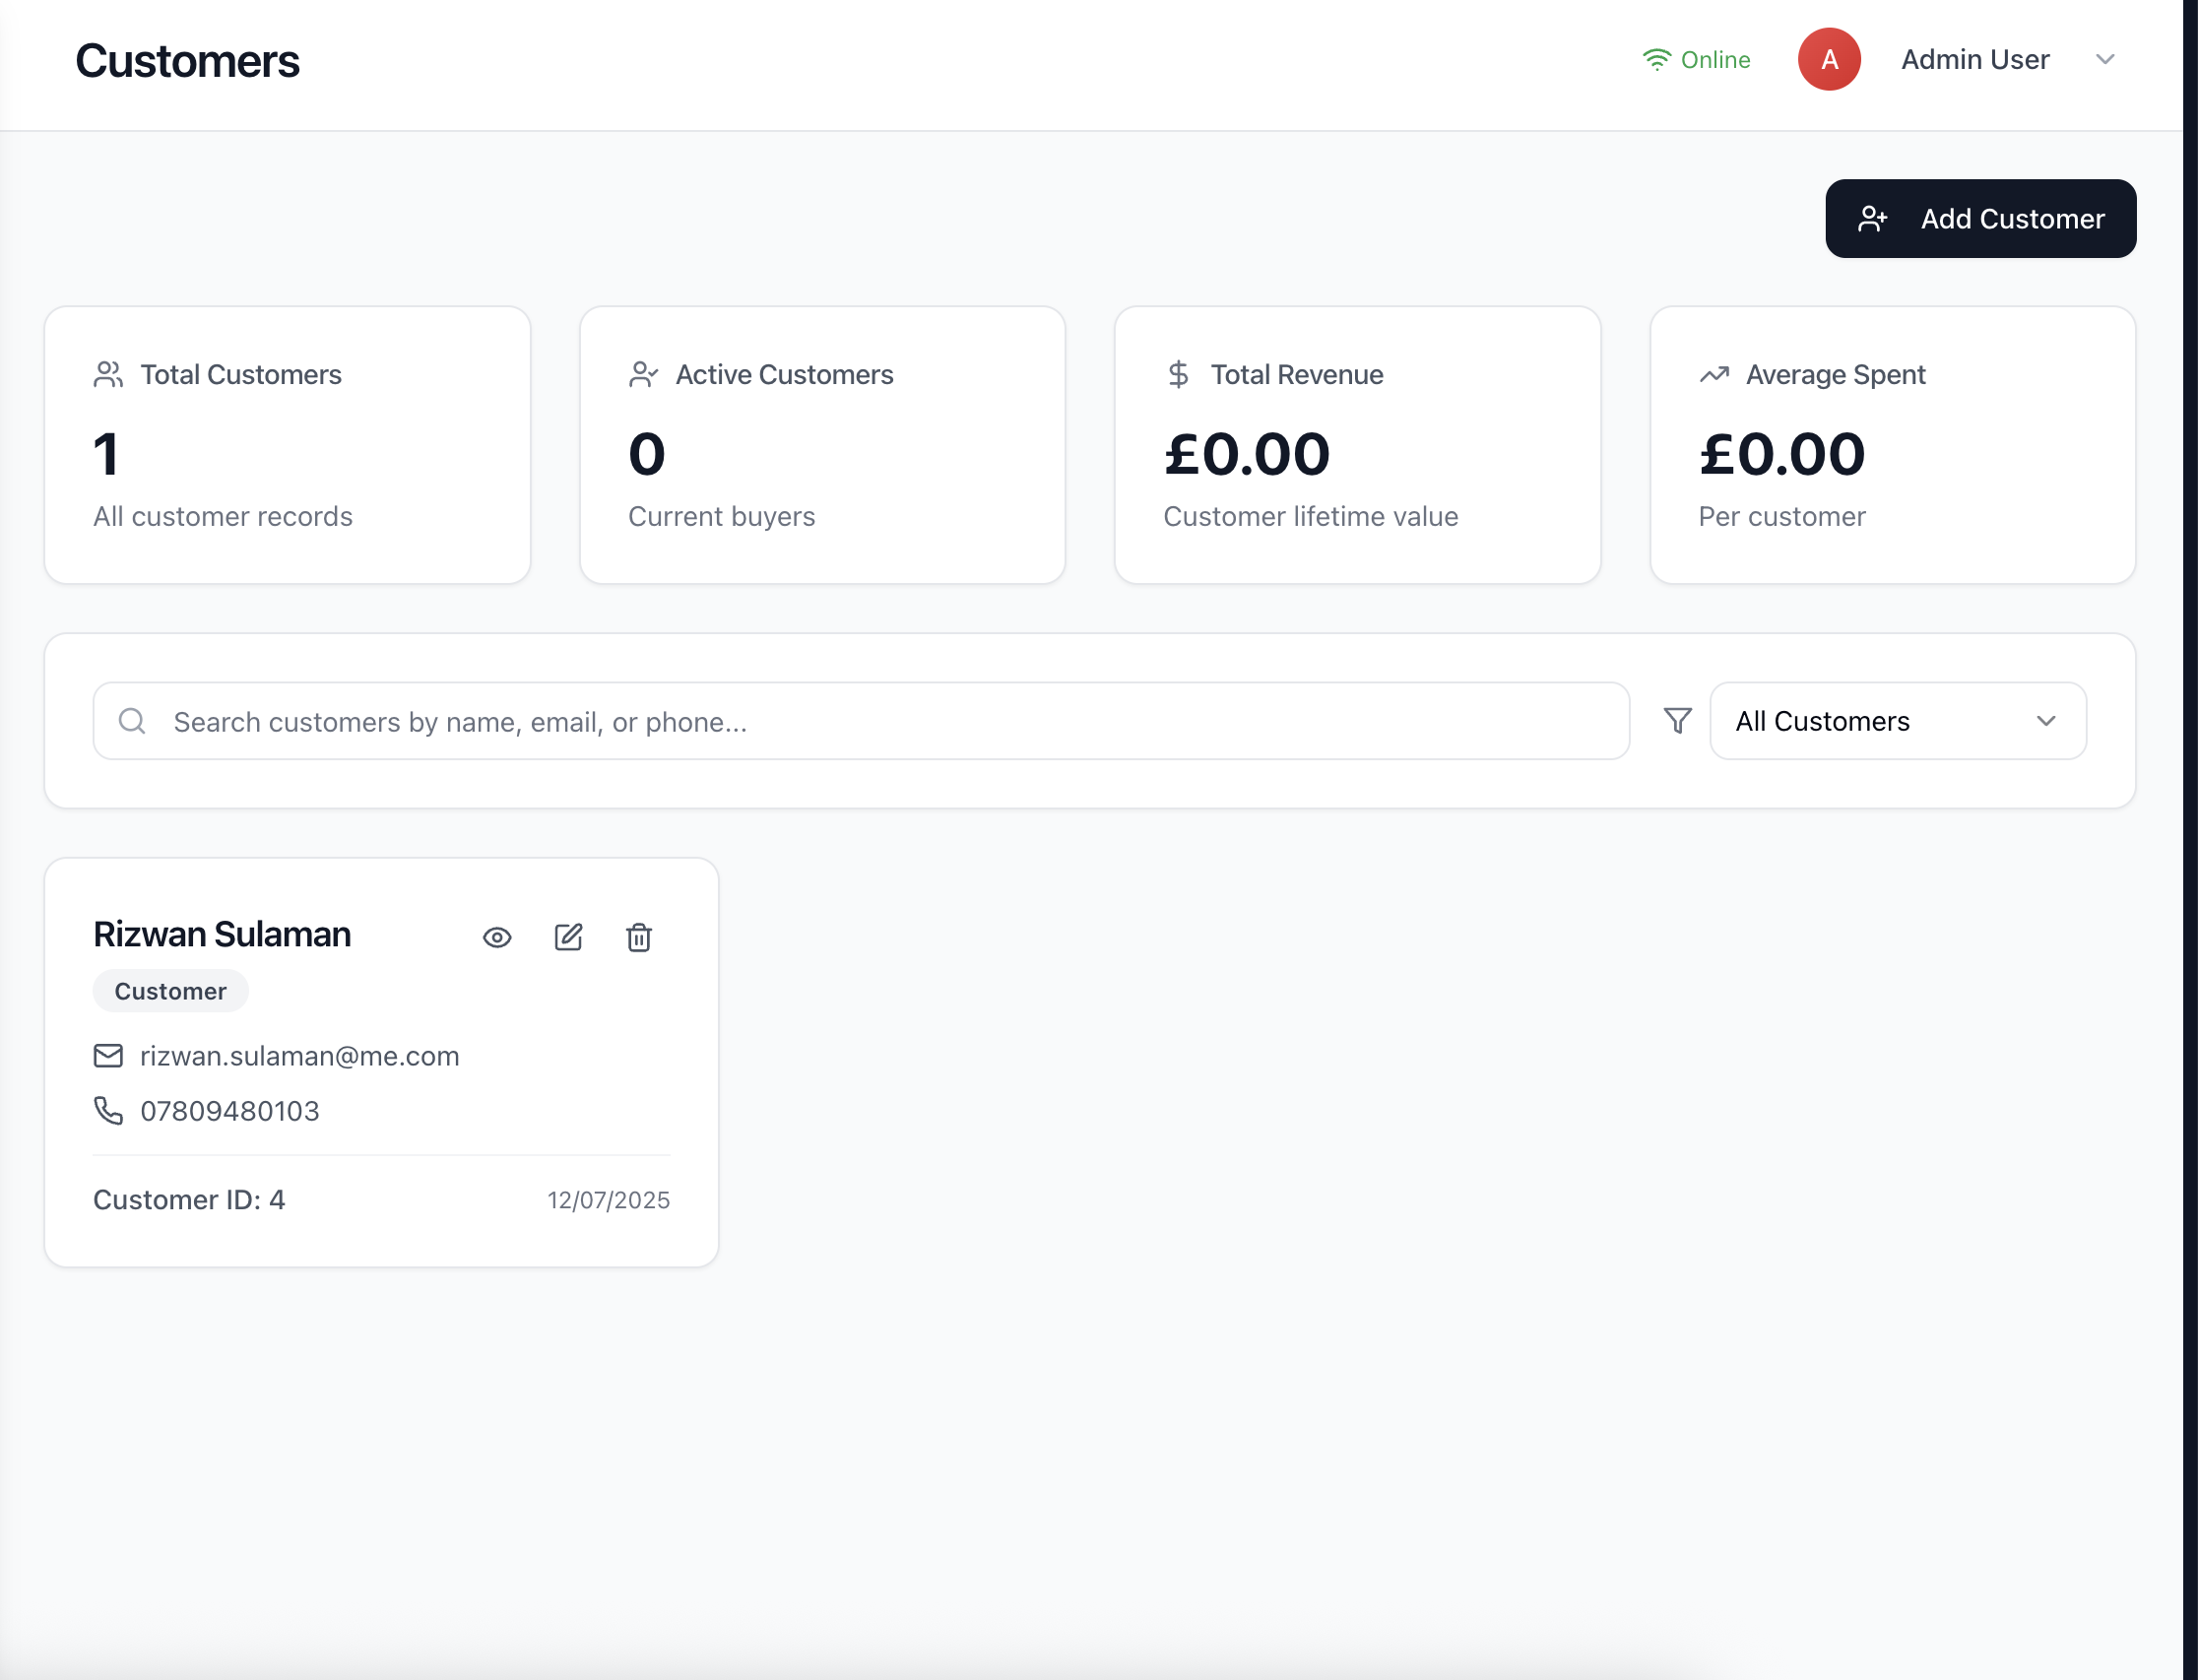 Customers
Online
A
Admin User
Add Customer
Total Customers
1
All customer records
Active Customers
0
Current buyers
Total Revenue
£0.00
Customer lifetime value
Average Spent
£0.00
Per customer
Search customers by name, email, or phone...
All Customers
Rizwan Sulaman
Customer
rizwan.sulaman@me.com
07809480103
Customer ID: 4
12/07/2025